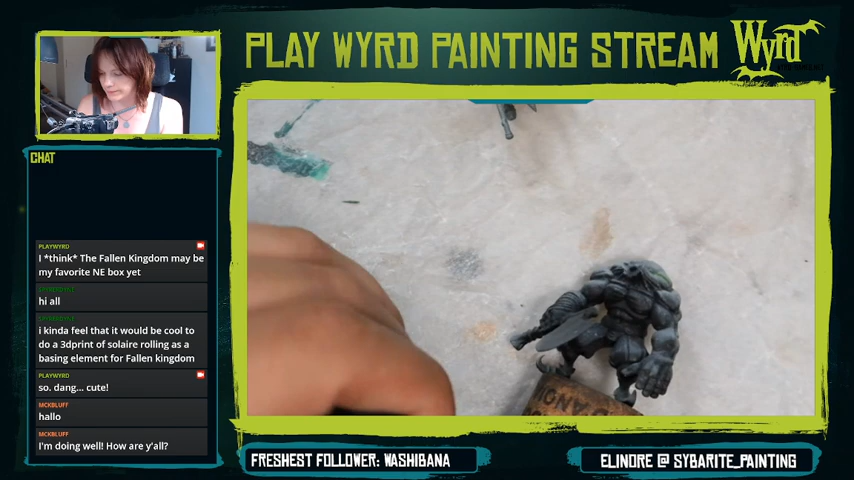 PLAY WYRD PAINTING STREAM
Wyrd
CHAT
PLAYWYRD
I *think* The Fallen Kingdom may be
my favorite NE box yet
hi all
i kinda feel that it would be cool to
do a 3dprint of solaire rolling as a
basing element for Fallen kingdom
PLAYWYRD
so. dang... cute!
MCKBLUFF
hallo
MCKBLUFF
I'm doing well! How are y'all?
FRESHEST FOLLOWER: WASHIBANA
ELINORE @ SYBARITE_PAINTING